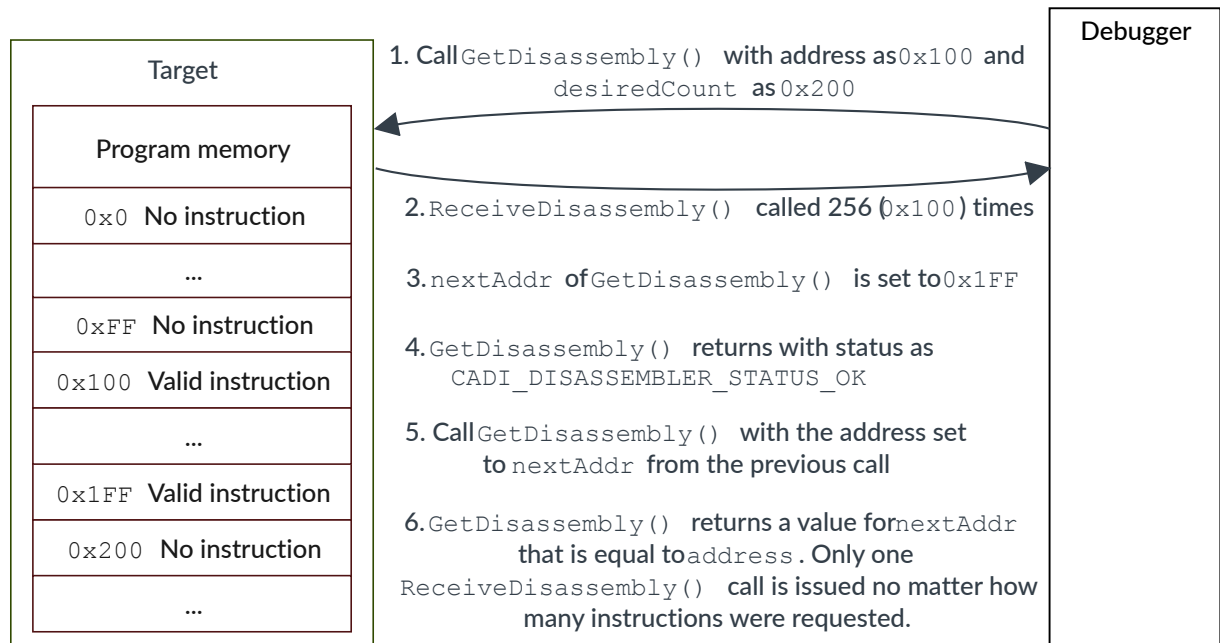 Debugger
Target
Program memory
0x0 No instruction
...
0xFF No instruction
0x100 Valid instruction
...
0x1FF Valid instruction
0x200 No instruction
...
1. Call GetDisassembly() with address as 0x100 and
desiredCount as 0x200
2. ReceiveDisassembly() called 256 (0x100) times
3. nextAddr of GetDisassembly() is set to 0x1FF
4. GetDisassembly() returns with status as
CADI_DISASSEMBLER_STATUS_OK
5. Call GetDisassembly() with the address set
to nextAddr from the previous call
6. GetDisassembly() returns a value for nextAddr
that is equal to address. Only one
ReceiveDisassembly() call is issued no matter how
many instructions were requested.